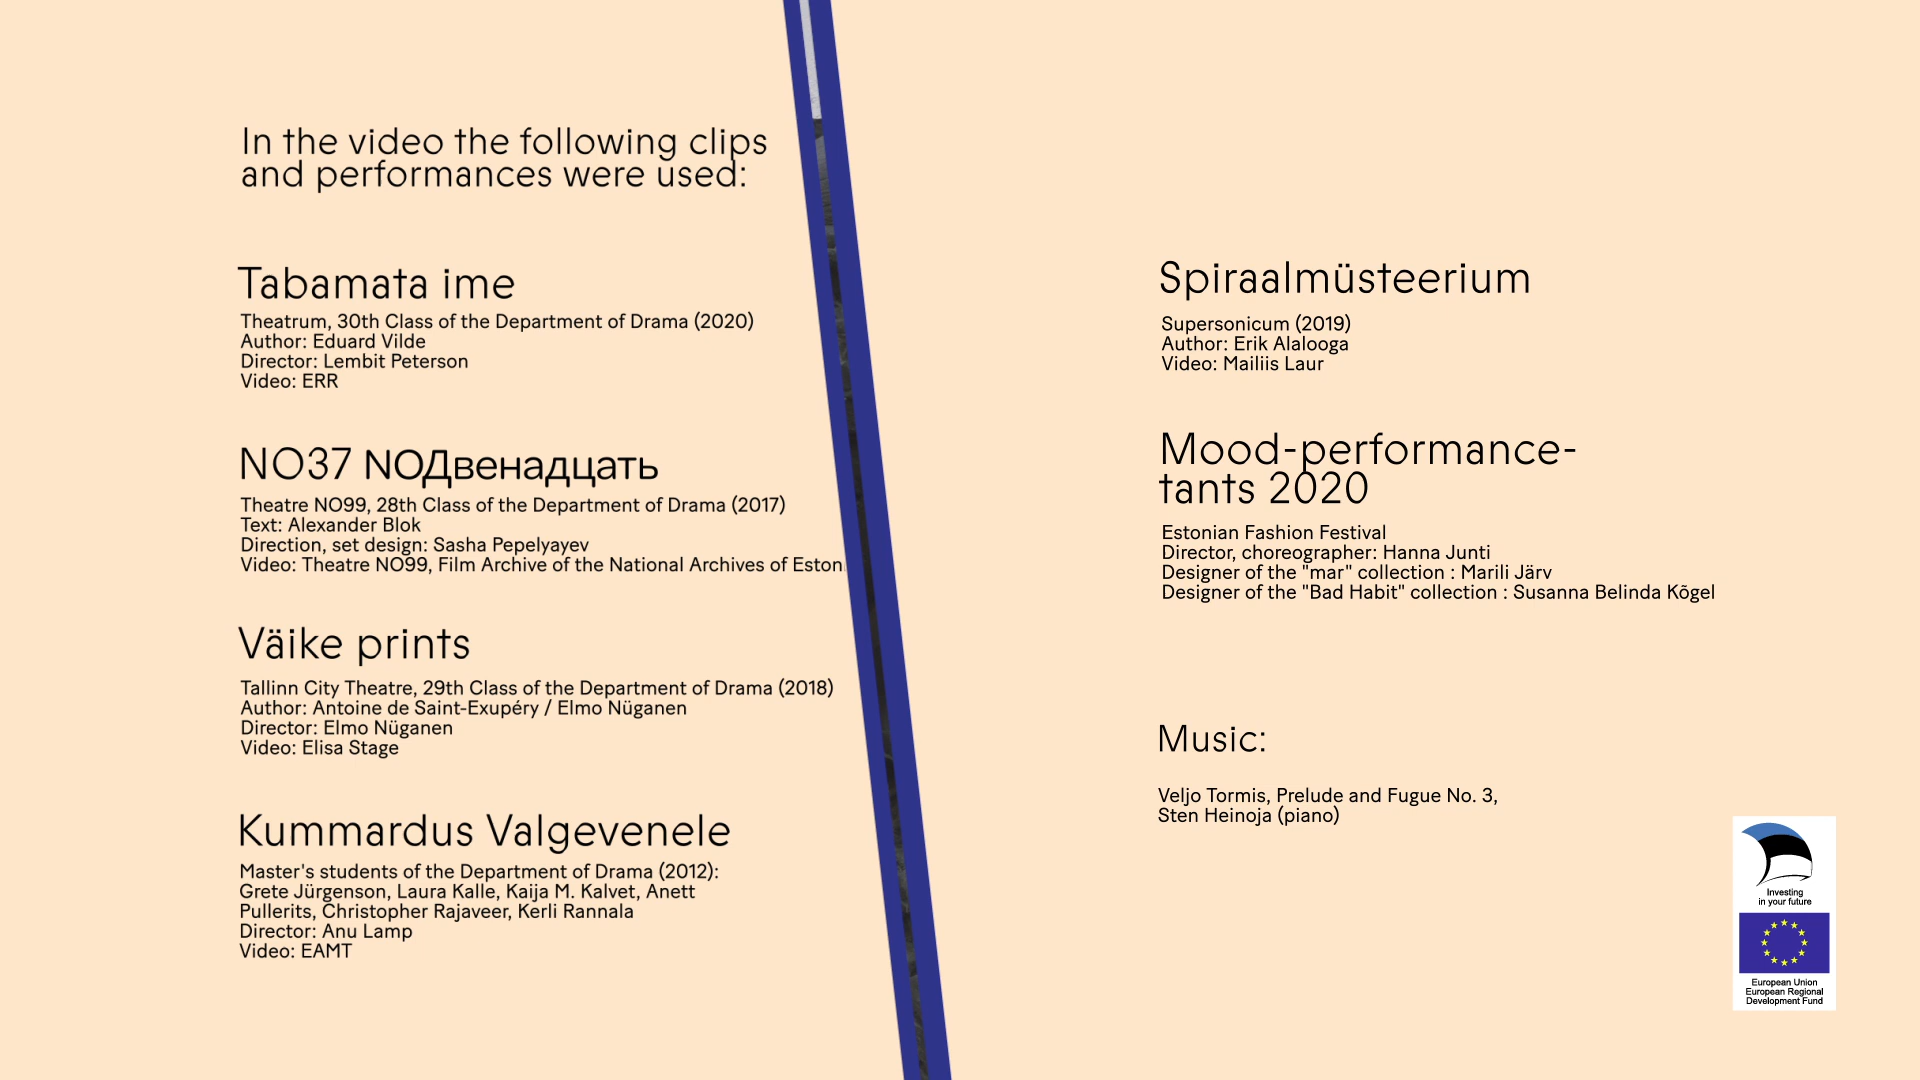 In the video the following clips
and performances were used:
Tabamata ime
Theatrum, 30th Class of the Department of Drama (2020)
Author: Eduard Vilde
Director: Lembit Peterson
Video: ERR
NO37 NOДвенадцать
Theatre NO99, 28th Class of the Department of Drama (2017)
Text: Alexander Blok
Direction, set design: Sasha Pepelyayev
Video: Theatre NO99, Film Archive of the National Archives of Eston
Väike prints
Tallinn City Theatre, 29th Class of the Department of Drama (2018)
Author: Antoine de Saint-Exupéry / Elmo Nüganen
Director: Elmo Nüganen
Video: Elisa Stage
Kummardus Valgevenele
Master's students of the Department of Drama (2012):
Grete Jürgenson, Laura Kalle, Kaija M. Kalvet, Anett
Pullerits, Christopher Rajaveer, Kerli Rannala
Director: Anu Lamp
Video: EAMT
Spiraalmüsteerium
Supersonicum (2019)
Author: Erik Alalooga
Video: Mailiis Laur
Mood-performance-
tants 2020
Estonian Fashion Festival
Director, choreographer: Hanna Junti
Designer of the "mar" collection : Marili Järv
Designer of the "Bad Habit" collection : Susanna Belinda Kõgel
Music:
Veljo Tormis, Prelude and Fugue No. 3,
Sten Heinoja (piano)
Investing
in your future
European Union
European Regional
Development Fund